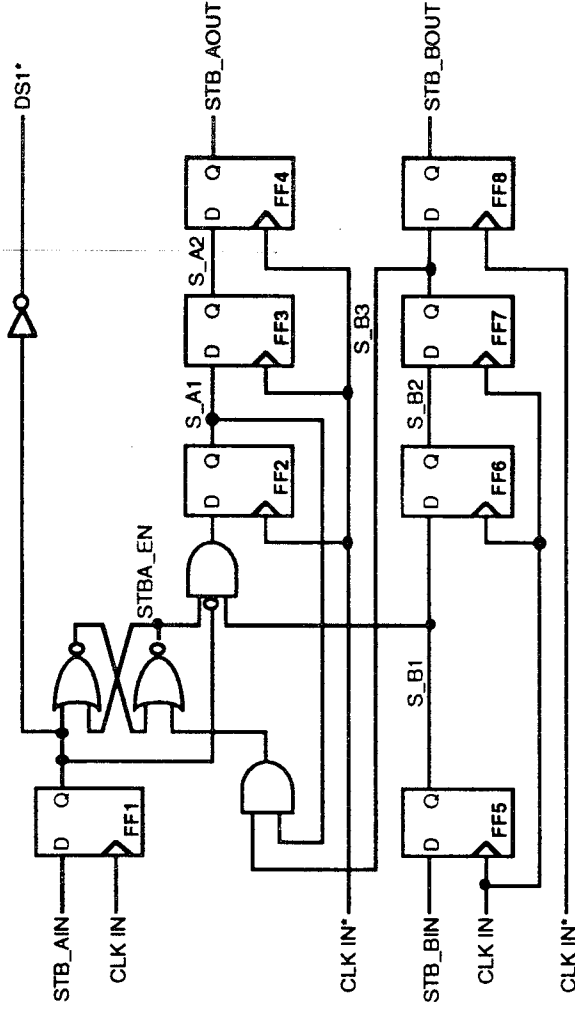 DS1*
STB_AIN
CLK IN
D Q
FF1
STBA_EN
D Q
FF2
S_A1
D Q
FF3
S_A2
D Q
FF4
STB_AOUT
CLK IN*
S_B3
STB_BIN
CLK IN
D Q
FF5
S_B1
D Q
FF6
S_B2
D Q
FF7
D Q
FF8
STB_BOUT
CLK IN*